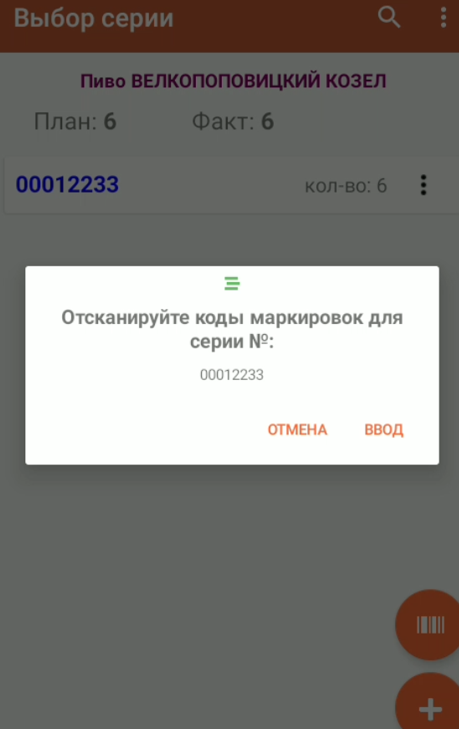 Выбор серии
Пиво ВЕЛКОПОПОВИЦКИЙ КОЗЕЛ
План: 6 Факт: 6
00012233 кол-во: 6
Отсканируйте коды маркировок для
серии №:
00012233
ОТМЕНА ВВОД